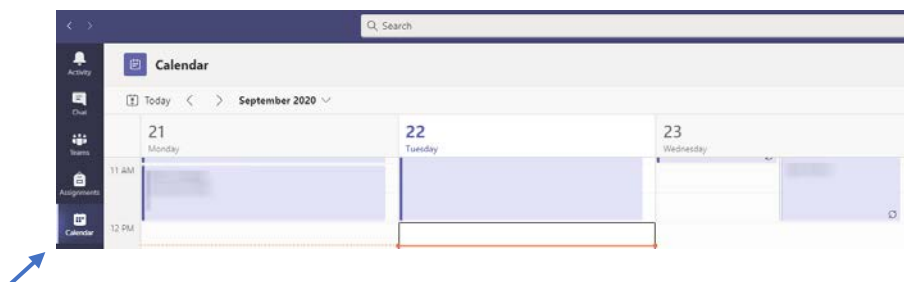 Search
Activity
Calendar
Chat
Today
September 2020
Teams
21
Monday
22
Tuesday
23
Wednesday
11 AM
Assignments
Calendar
12 PM